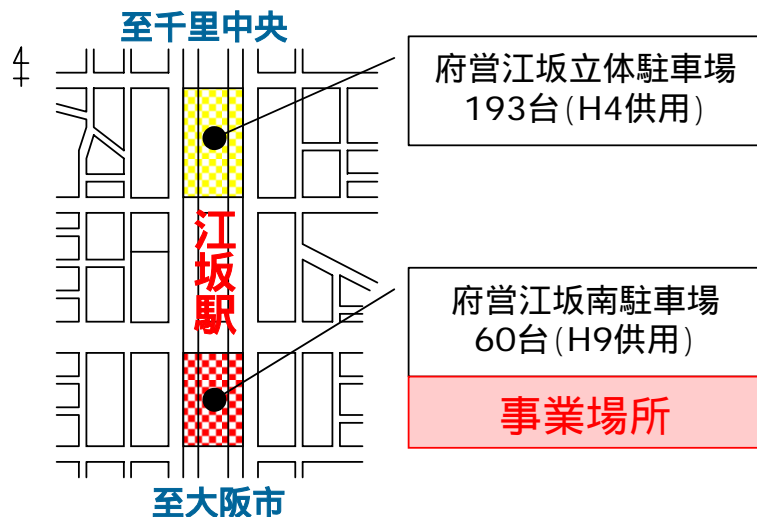 至千里中央
府営江坂立体駐車場
193台(H4供用)
江坂駅
府営江坂南駐車場
60台(H9供用)
事業場所
至大阪市